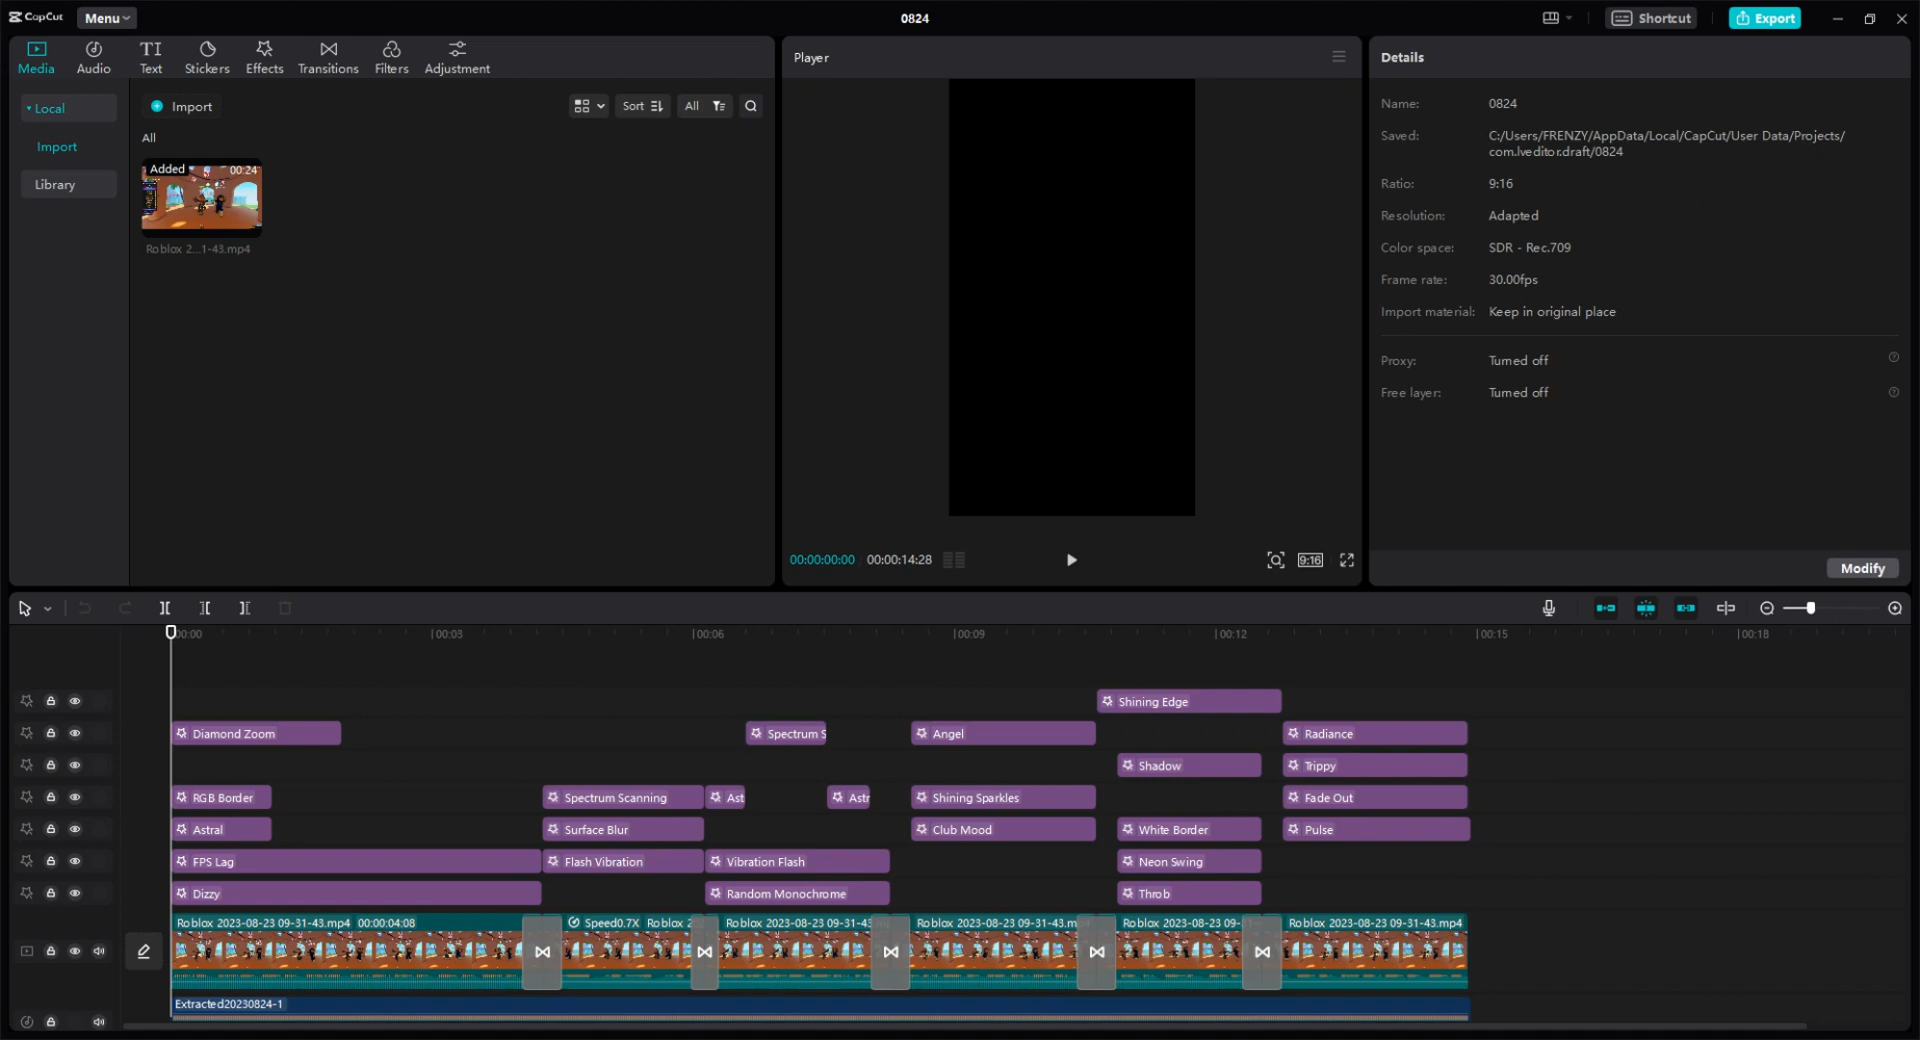 CapCut Menu 0824 Shortcut Export
Media Audio Text Stickers Effects Transitions Filters Adjustment
Local
Import
Library
Import Sort All
All
Added 00:24
Roblox 2...1-43.mp4
Player
00:00:00:00 00:00:14:28 9:16
Details
Name: 0824
Saved: C:/Users/FRENZY/AppData/Local/CapCut/User Data/Projects/
com.lveditor.draft/0824
Ratio: 9:16
Resolution: Adapted
Color space: SDR - Rec.709
Frame rate: 30.00fps
Import material: Keep in original place
Proxy: Turned off
Free layer: Turned off
Modify
00:00 00:03 00:06 00:09 00:12 00:15 00:18
Shining Edge
Diamond Zoom Spectrum S Angel Radiance
Shadow Trippy
RGB Border Spectrum Scanning Ast Astr Shining Sparkles Fade Out
Astral Surface Blur Club Mood White Border Pulse
FPS Lag Flash Vibration Vibration Flash Neon Swing
Dizzy Random Monochrome Throb
Roblox 2023-08-23 09-31-43.mp4 00:00:04:08 Speed0.7X Roblox 2 Roblox 2023-08-23 09-31-43 Roblox 2023-08-23 09-31-43.m Roblox 2023-08-23 09- Roblox 2023-08-23 09-31-43.mp4
Extracted20230824-1